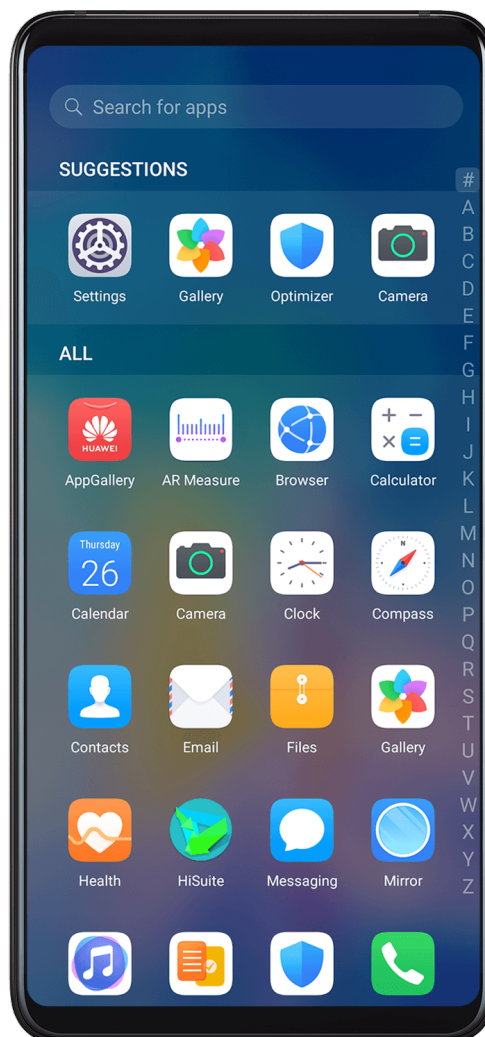 Search for apps
SUGGESTIONS
Settings Gallery Optimizer Camera
ALL
HUAWEI
AppGallery AR Measure Browser Calculator
Thursday
26
Calendar Camera Clock N Compass
Contacts Email Files Gallery
Health HiSuite Messaging Mirror
#
A
B
C
D
E
F
G
H
I
J
K
L
M
N
O
P
Q
R
S
T
U
V
W
X
Y
Z